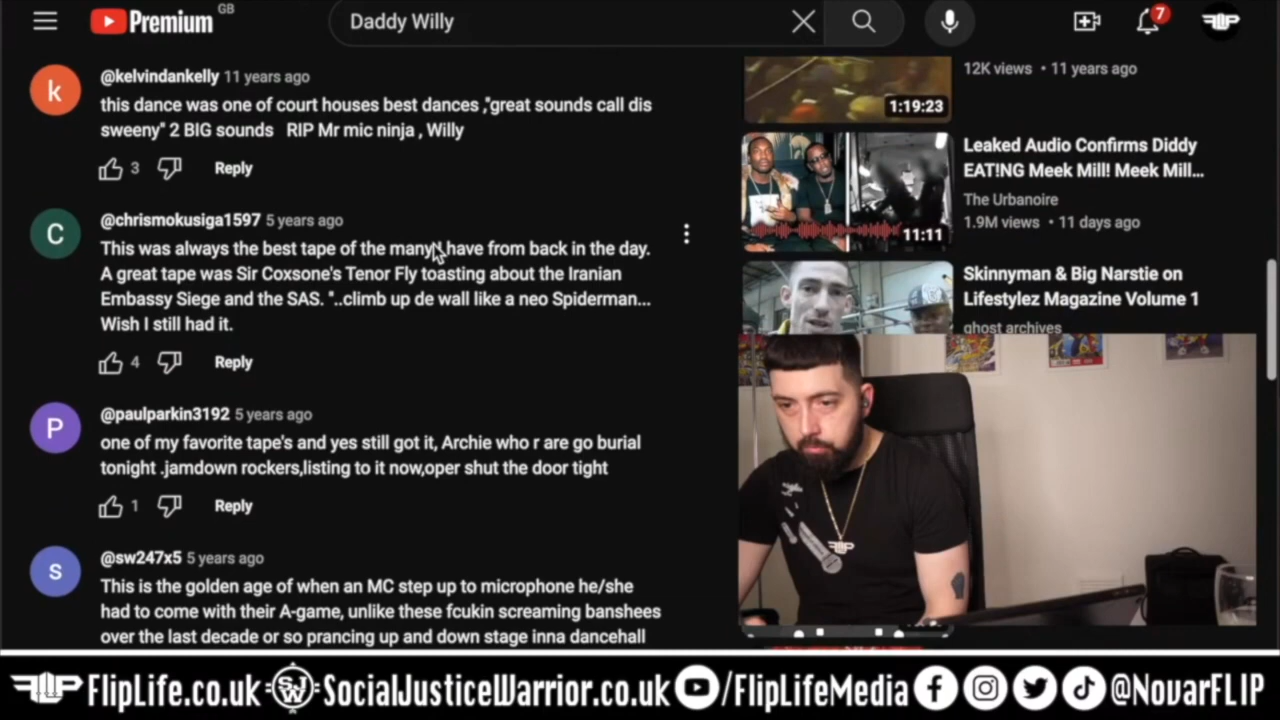 GB
Premium
Daddy Willy
7
@kelvindankelly 11 years ago
this dance was one of court houses best dances ,"great sounds call dis
sweeny" 2 BIG sounds RIP Mr mic ninja , Willy
3
Reply
C
@chrismokusiga1597 5 years ago
This was always the best tape of the many I have from back in the day.
A great tape was Sir Coxsone's Tenor Fly toasting about the Iranian
Embassy Siege and the SAS. "..climb up de wall like a neo Spiderman...
Wish I still had it.
4
Reply
P
@paulparkin3192 5 years ago
one of my favorite tape's and yes still got it, Archie who r are go burial
tonight .jamdown rockers,listing to it now,oper shut the door tight
1
Reply
s
@sw247x5 5 years ago
This is the golden age of when an MC step up to microphone he/she
had to come with their A-game, unlike these fcukin screaming banshees
over the last decade or so prancing up and down stage inna dancehall
k
12K views • 11 years ago
1:19:23
Leaked Audio Confirms Diddy
EAT!NG Meek Mill! Meek Mill...
The Urbanoire
1.9M views • 11 days ago
11:11
Skinnyman & Big Narstie on
Lifestylez Magazine Volume 1
ghost archives
FLIP
FlipLife.co.uk SJW SocialJusticeWarrior.co.uk /FlipLifeMedia @NovarFLIP